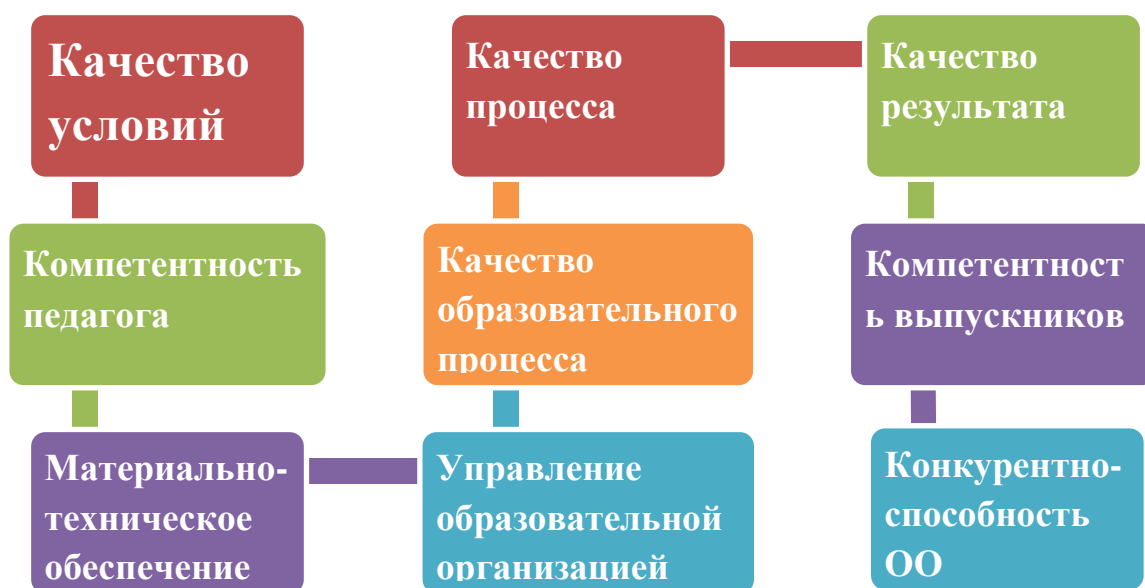 Качество
условий
Компетентность
педагога
Материально-
техническое
обеспечение
Качество
процесса
Качество
образовательного
процесса
Управление
образовательной
организацией
Качество
результата
Компетентност
ь выпускников
Конкурентно-
способность
ОО